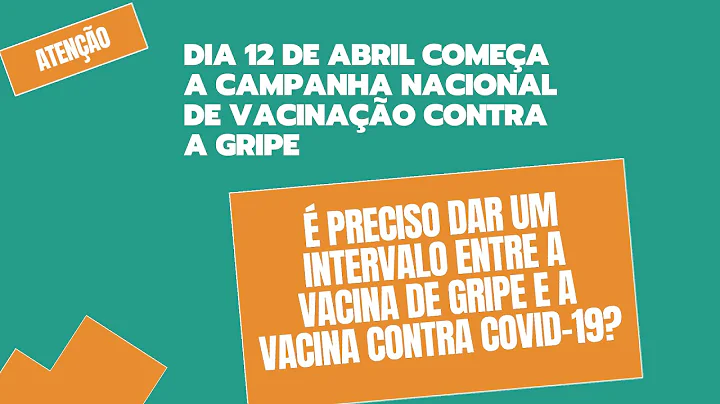 ATENÇÃO
DIA 12 DE ABRIL COMEÇA
A CAMPANHA NACIONAL
DE VACINAÇÃO CONTRA
A GRIPE
É PRECISO DAR UM
INTERVALO ENTRE A
VACINA DE GRIPE E A
VACINA CONTRA COVID-19?